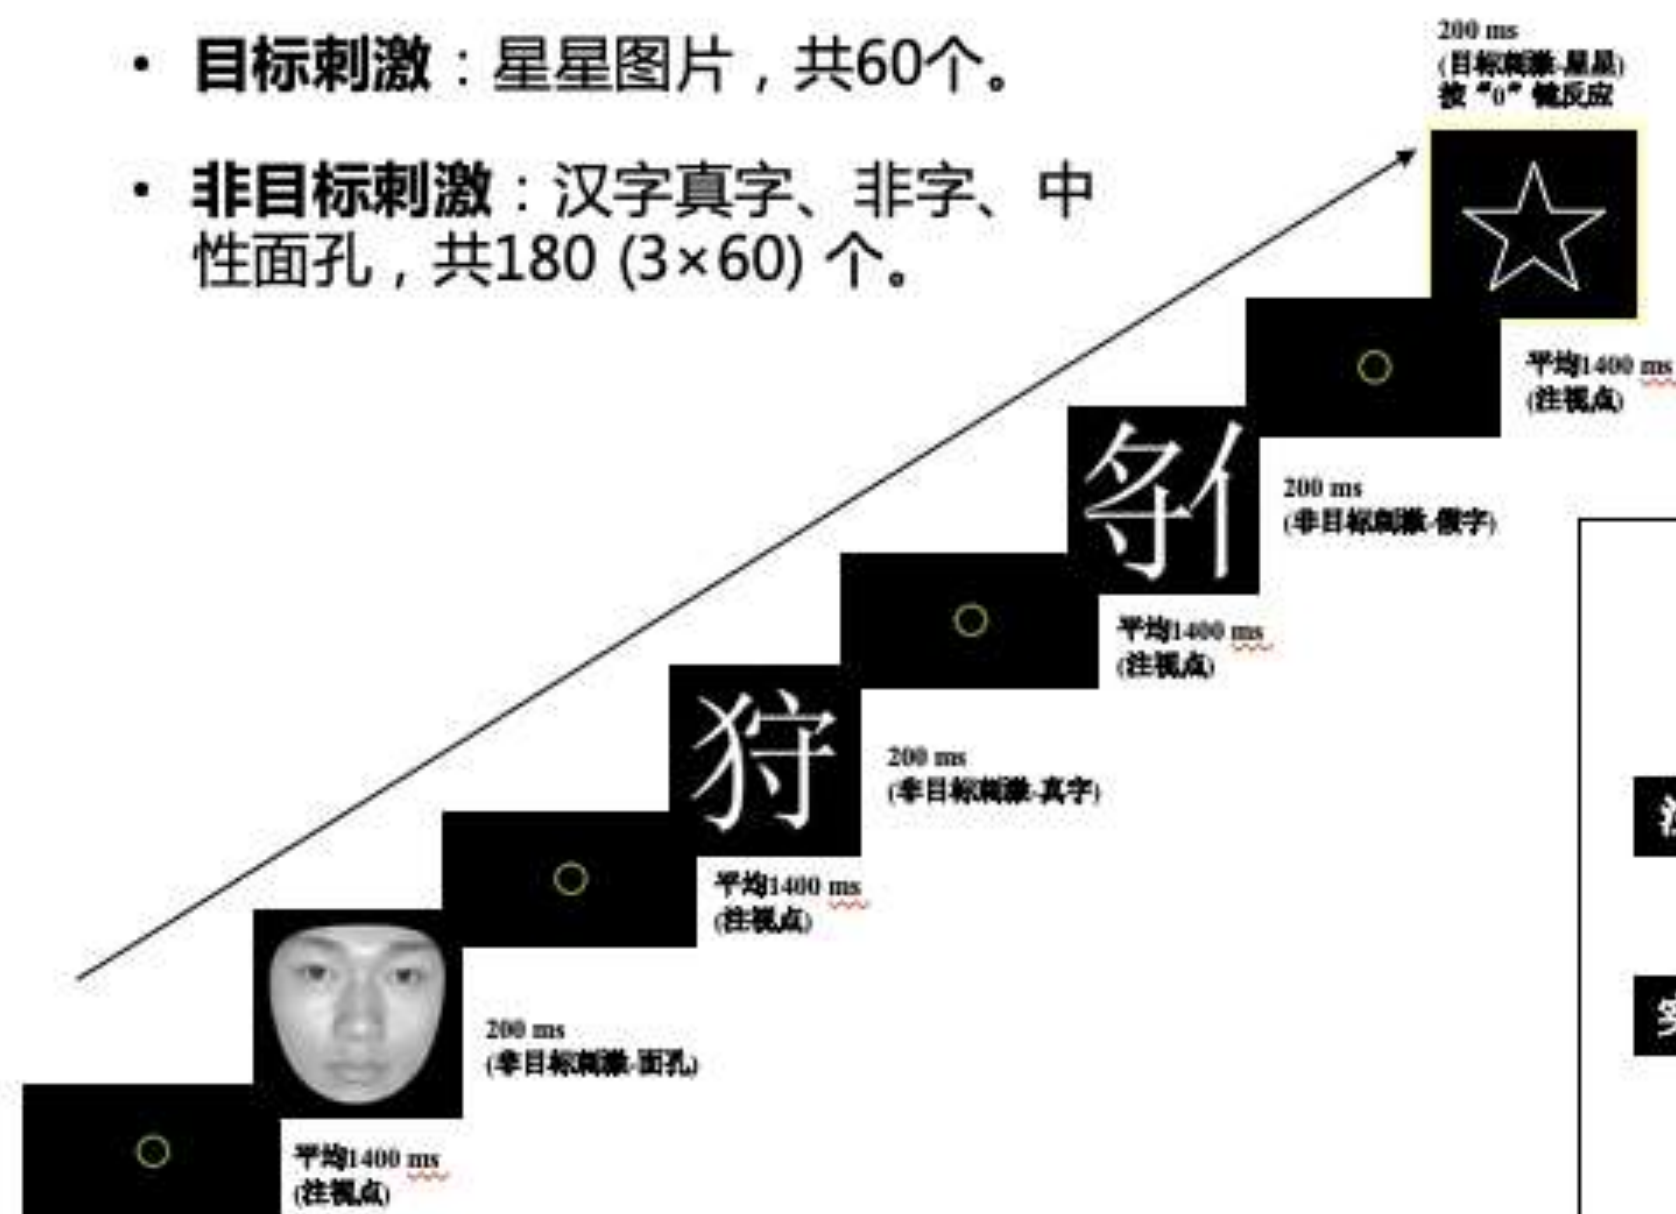 • 目标刺激：星星图片，共60个。
• 非目标刺激：汉字真字、非字、中
性面孔，共180 (3×60) 个。
200 ms
(目标刺激-星星)
按“0”键反应
平均1400 ms
(注视点)
200 ms
(非目标刺激-假字)
平均1400 ms
(注视点)
狩
200 ms
(非目标刺激-真字)
平均1400 ms
(注视点)
200 ms
(非目标刺激-面孔)
平均1400 ms
(注视点)